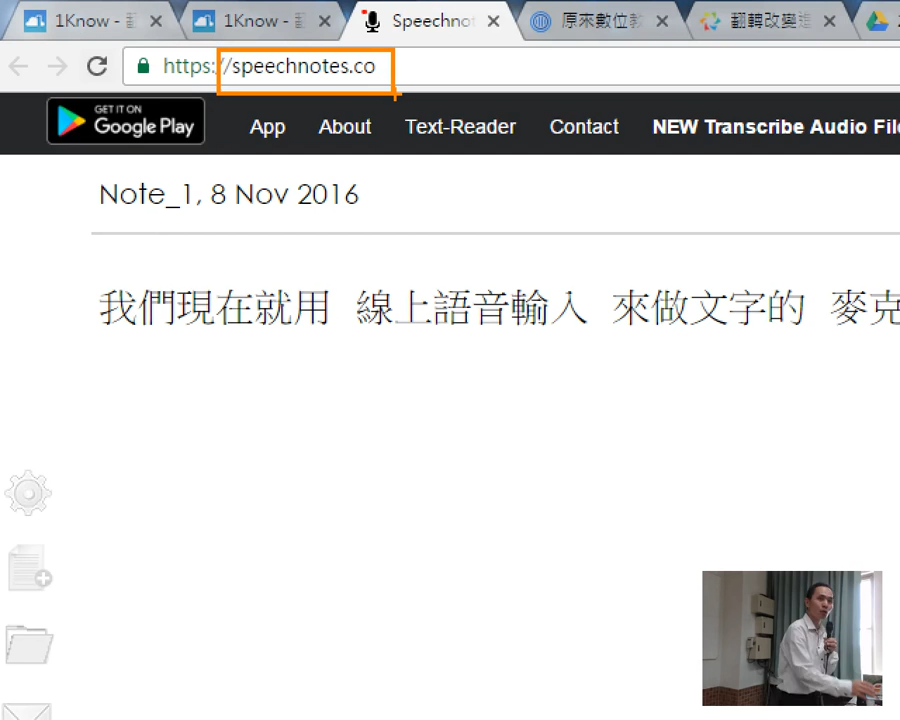 1Know -
1Know -
Speechno
原來數位教
翻轉改變
https://speechnotes.co
GET IT ON
Google Play
App About Text-Reader Contact NEW Transcribe Audio File
Note_1, 8 Nov 2016
我們現在就用 線上語音輸入 來做文字的 麥克